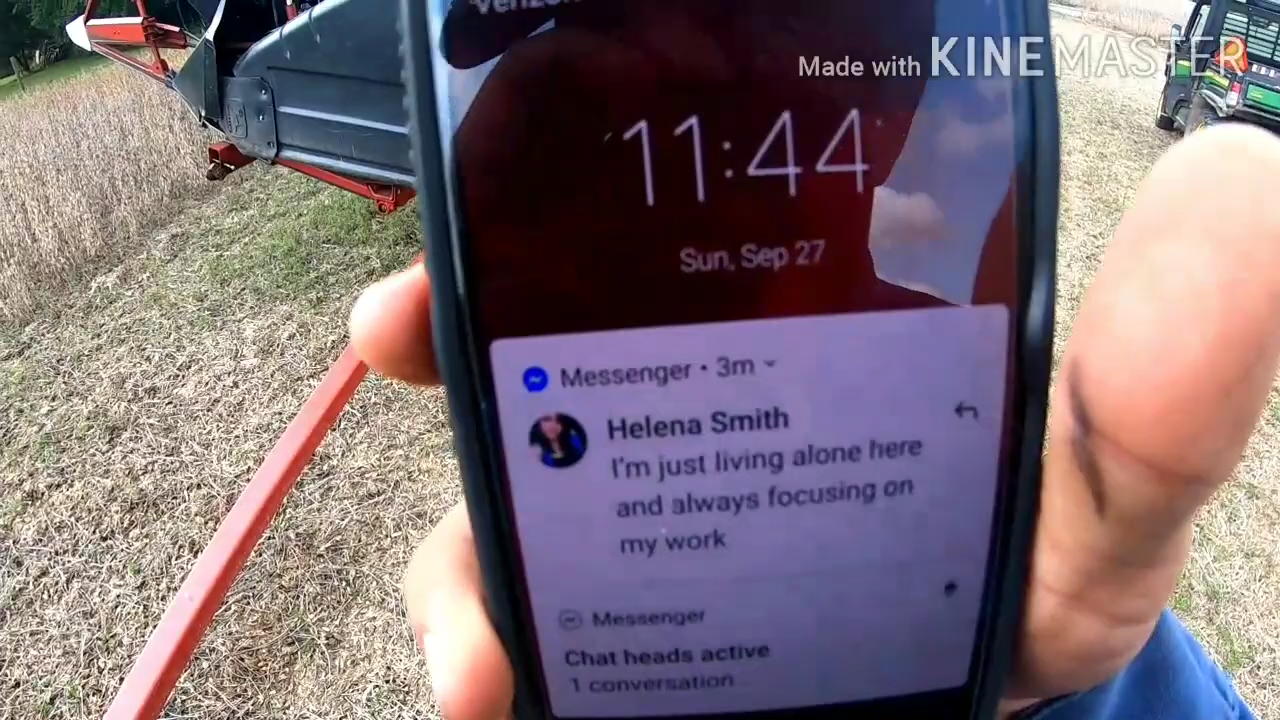 Verizon
Made with KINEMASTER
11:44
Sun, Sep 27
Messenger • 3m
Helena Smith
I'm just living alone here
and always focusing on
my work
Messenger
Chat heads active
1 conversation